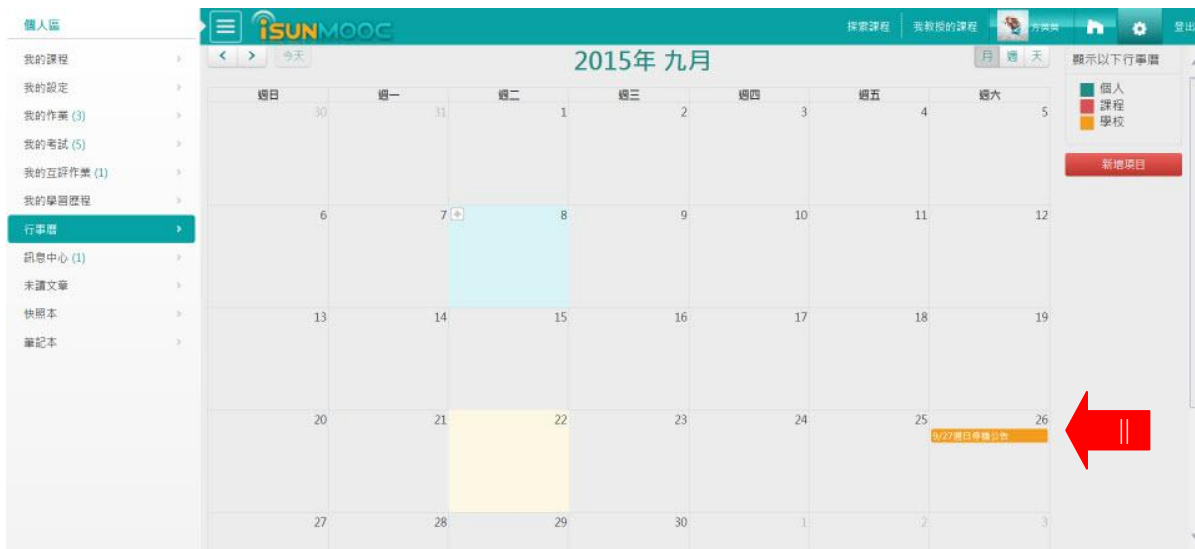 個人區
我的課程
我的設定
我的作業 (3)
我的考試 (5)
我的互評作業 (1)
我的學習歷程
行事曆
訊息中心 (1)
未讀文章
快照本
筆記本
iSUNMOOC
探索課程 我教授的課程 方英英 登出
今天
2015年 九月
月 週 天
週日 週一 週二 週三 週四 週五 週六
30 31 1 2 3 4 5
6 7 8 9 10 11 12
13 14 15 16 17 18 19
20 21 22 23 24 25 26
9/27週日停機公告
27 28 29 30 1 2 3
顯示以下行事曆
個人
課程
學校
新增項目
||